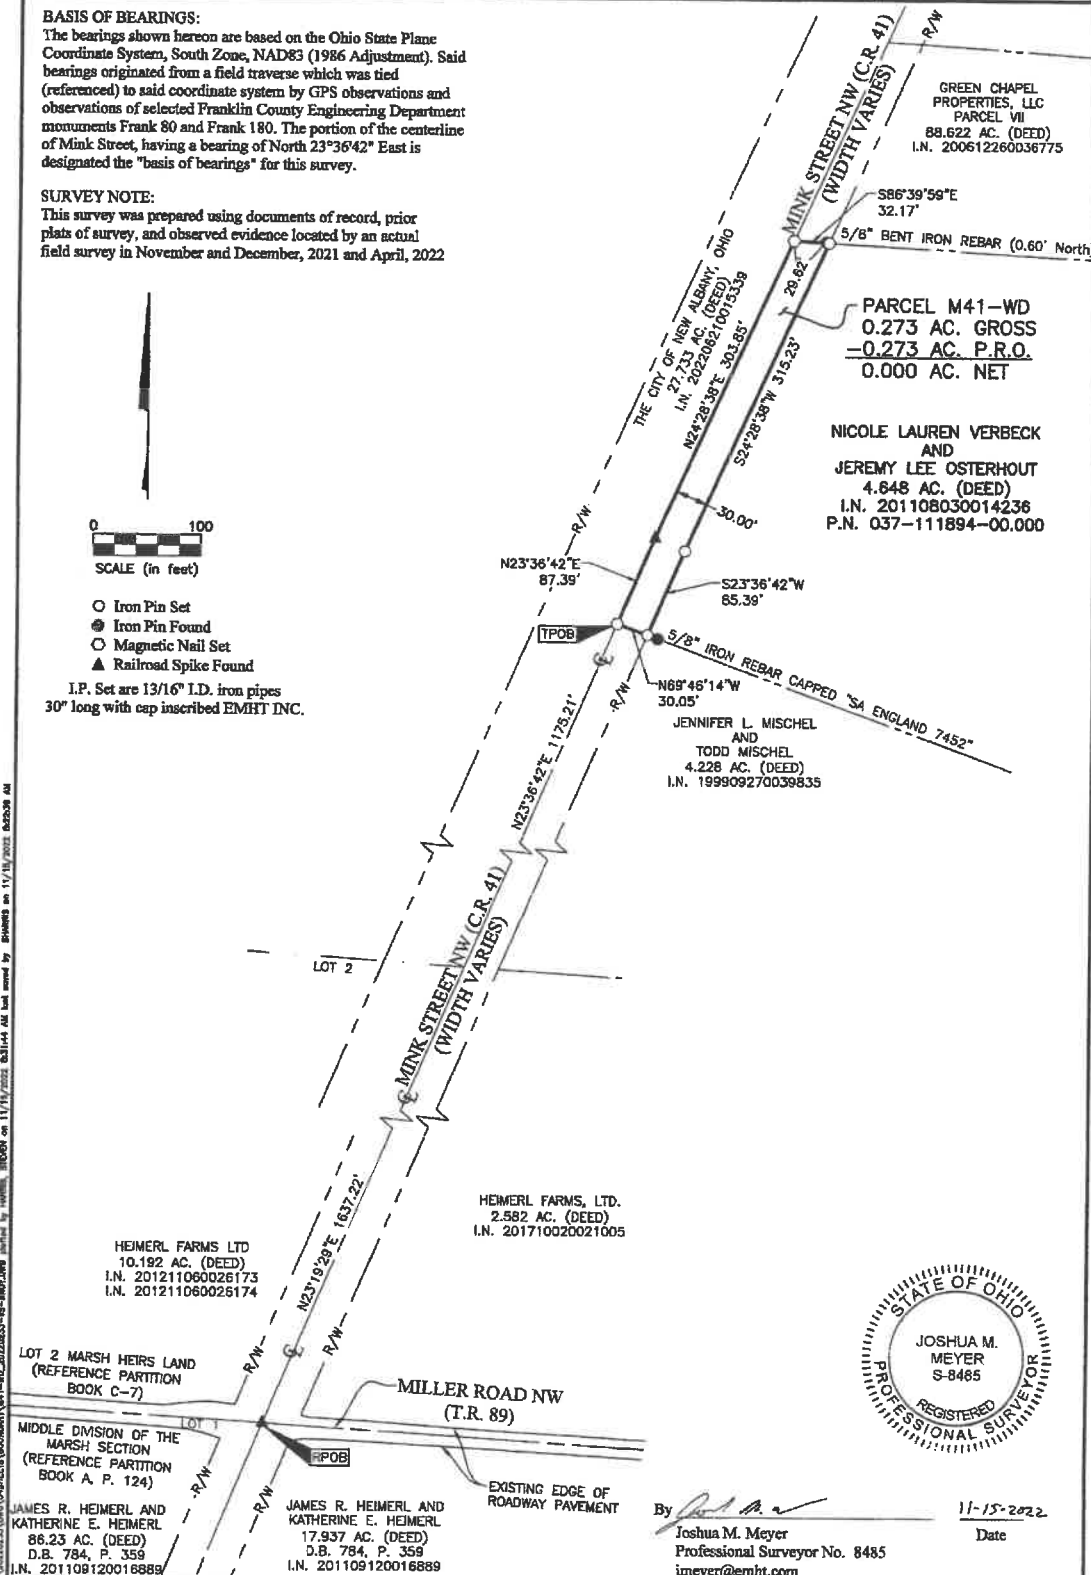 BASIS OF BEARINGS:
The bearings shown hereon are based on the Ohio State Plane
Coordinate System, South Zone, NAD83 (1986 Adjustment). Said
bearings originated from a field traverse which was tied
(referenced) to said coordinate system by GPS observations and
observations of selected Franklin County Engineering Department
monuments Frank 80 and Frank 180. The portion of the centerline
of Mink Street, having a bearing of North 23°36'42" East is
designated the "basis of bearings" for this survey.
SURVEY NOTE:
This survey was prepared using documents of record, prior
plats of survey, and observed evidence located by an actual
field survey in November and December, 2021 and April, 2022
0 100
SCALE (in feet)
Iron Pin Set
Iron Pin Found
Magnetic Nail Set
Railroad Spike Found
I.P. Set are 13/16" I.D. iron pipes
30" long with cap inscribed EMHT INC.
MINK STREET NW (C.R. 41)
(WIDTH VARIES)
R/W
GREEN CHAPEL
PROPERTIES, LLC
PARCEL VII
88.622 AC. (DEED)
I.N. 200612260036775
S86°39'59"E
32.17'
5/8" BENT IRON REBAR (0.60' North
29.62'
THE CITY OF NEW ALBANY, OHIO
27.733 AC. (DEED)
I.N. 202206210015339
N24°28'38"E 303.85'
S24°28'38"W 315.23'
PARCEL M41-WD
0.273 AC. GROSS
-0.273 AC. P.R.O.
0.000 AC. NET
NICOLE LAUREN VERBECK
AND
JEREMY LEE OSTERHOUT
4.648 AC. (DEED)
I.N. 201108030014236
P.N. 037-111894-00.000
R/W
30.00'
N23°36'42"E
87.39'
S23°36'42"W
85.39'
TPOB
5/8" IRON REBAR CAPPED "SA ENGLAND 7452"
R/W
N69°46'14"W
30.05'
JENNIFER L. MISCHEL
AND
TODD MISCHEL
4.228 AC. (DEED)
I.N. 199909270039835
N23°36'42"E 1175.21'
LOT 2
MINK STREET NW (C.R. 41)
(WIDTH VARIES)
N23°19'29"E 1637.22'
HEIMERL FARMS, LTD.
2.582 AC. (DEED)
I.N. 201710020021005
HEIMERL FARMS LTD
10.192 AC. (DEED)
I.N. 201211060026173
I.N. 201211060026174
R/W
R/W
LOT 2 MARSH HEIRS LAND
(REFERENCE PARTITION
BOOK C-7)
LOT 1
MILLER ROAD NW
(T.R. 89)
MIDDLE DIVISION OF THE
MARSH SECTION
(REFERENCE PARTITION
BOOK A, P. 124)
RPOB
EXISTING EDGE OF
ROADWAY PAVEMENT
R/W
R/W
JAMES R. HEIMERL AND
KATHERINE E. HEIMERL
86.23 AC. (DEED)
D.B. 784, P. 359
I.N. 201109120016889
JAMES R. HEIMERL AND
KATHERINE E. HEIMERL
17.937 AC. (DEED)
D.B. 784, P. 359
I.N. 201109120016889
STATE OF OHIO
JOSHUA M.
MEYER
S-8485
REGISTERED
PROFESSIONAL SURVEYOR
By
11-15-2022
Joshua M. Meyer
Date
Professional Surveyor No. 8485
jmeyer@emht.com